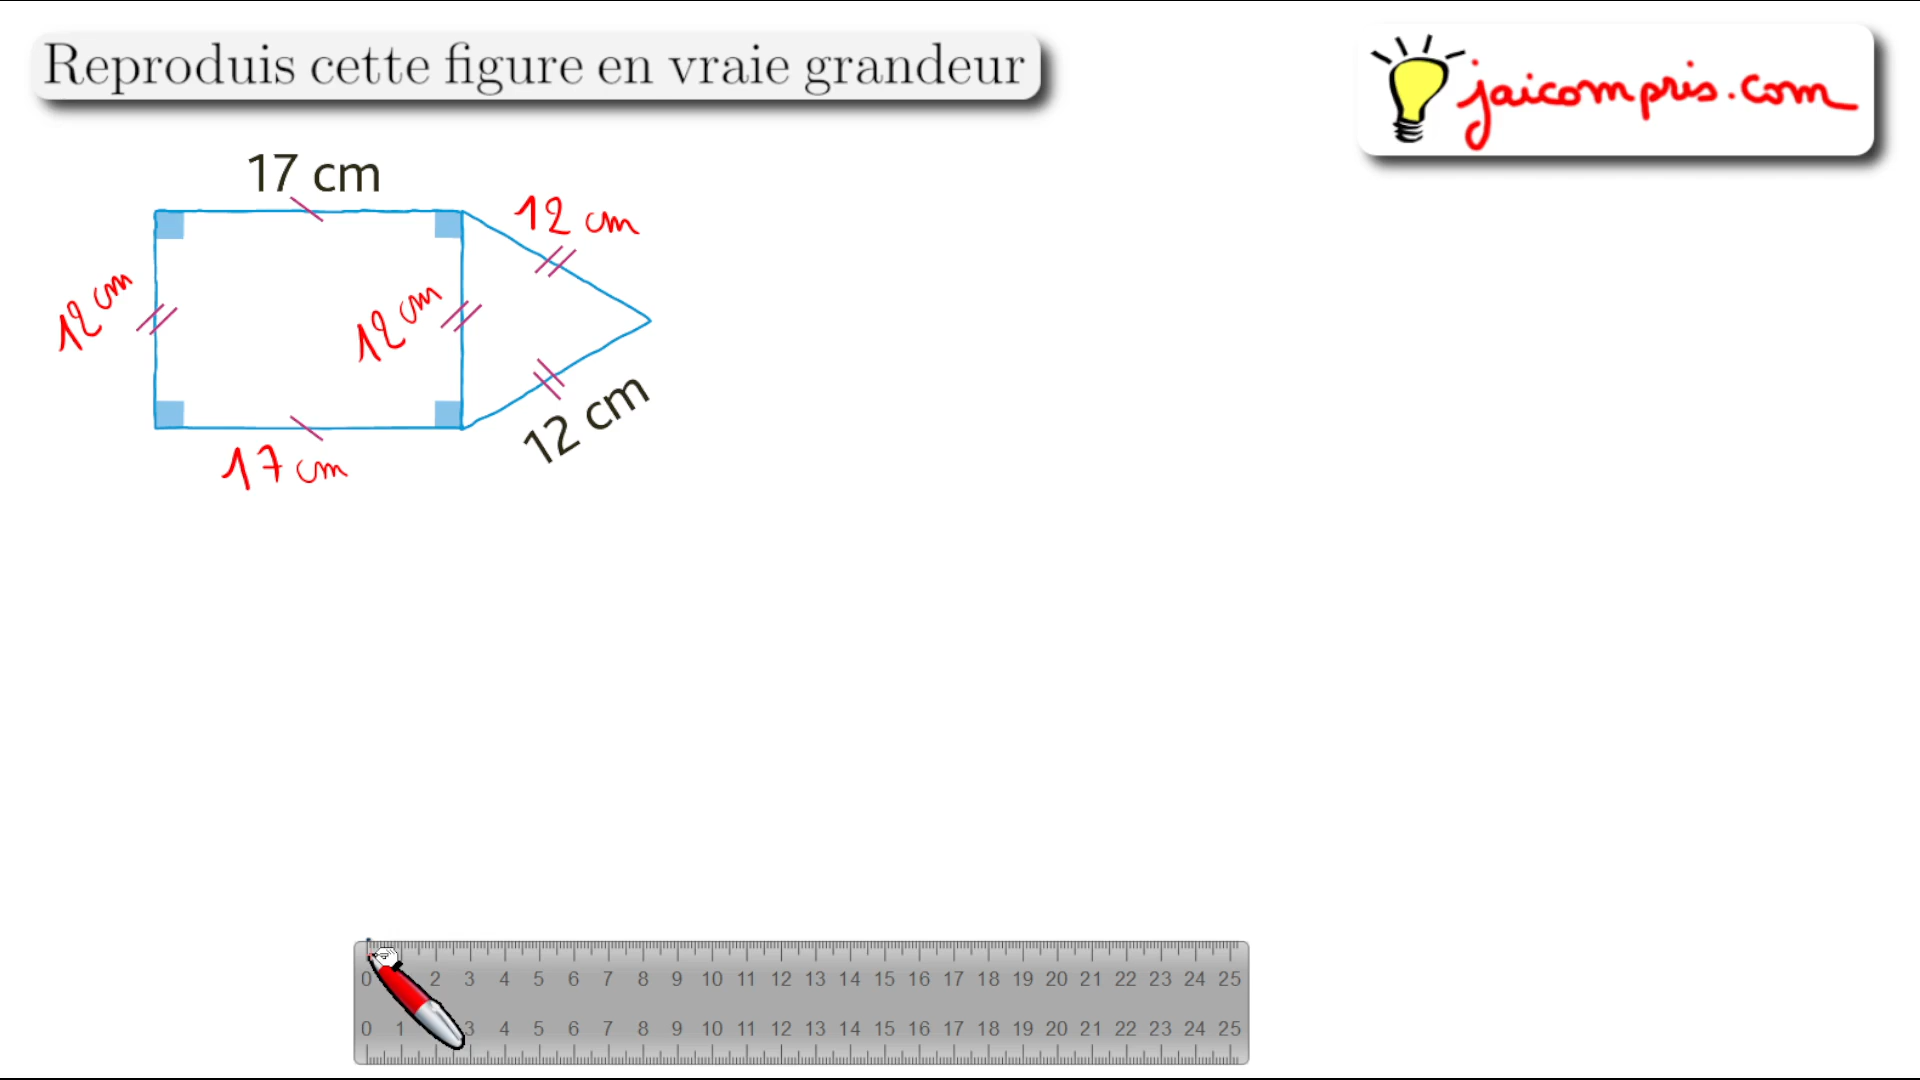 Reproduis cette figure en vraie grandeur
jaicompris.com
17 cm
12 cm
12 cm
12 cm
17 cm
12 cm
0 2 3 4 5 6 7 8 9 10 11 12 13 14 15 16 17 18 19 20 21 22 23 24 25
0 1 3 4 5 6 7 8 9 10 11 12 13 14 15 16 17 18 19 20 21 22 23 24 25